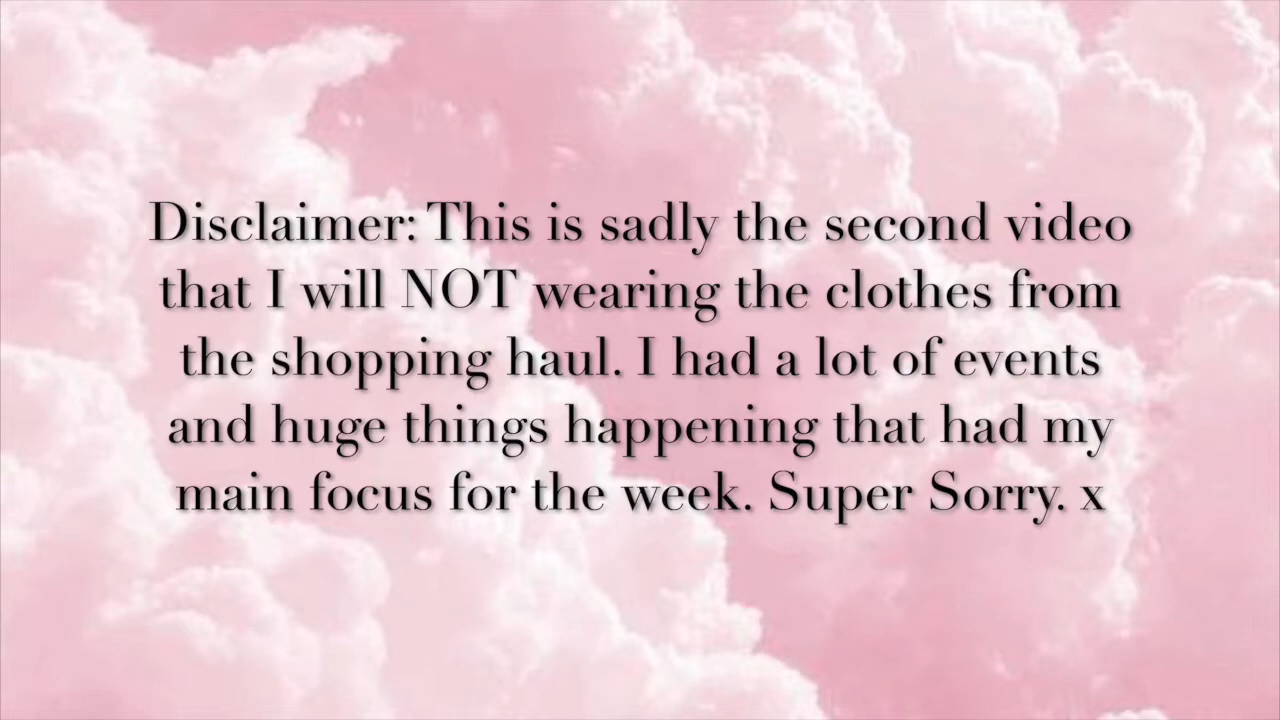 Disclaimer: This is sadly the second video
that I will NOT wearing the clothes from
the shopping haul. I had a lot of events
and huge things happening that had my
main focus for the week. Super Sorry. x